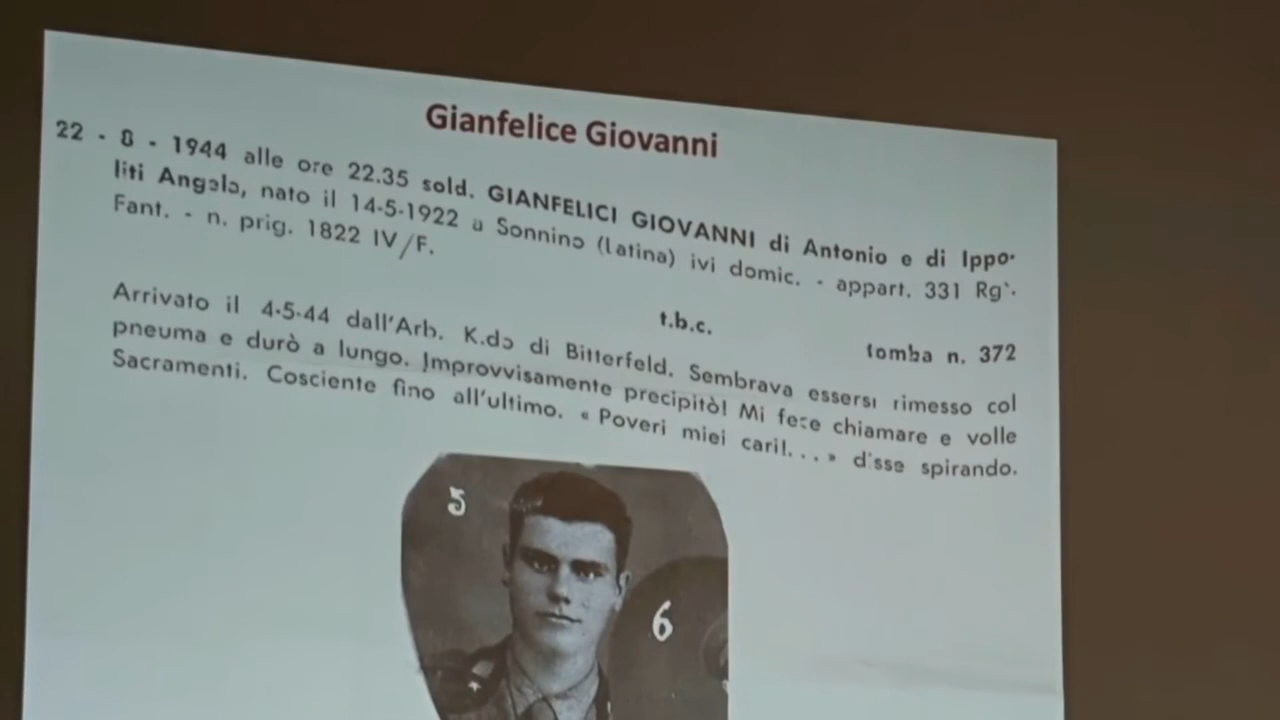 Gianfelice Giovanni
22 - 8 - 1944 alle ore 22.35 sold. GIANFELICI GIOVANNI di Antonio e di Ippo-
liti Angela, nato il 14-5-1922 a Sonnino (Latina) ivi domic. - appart. 331 Rg`.
Fant. - n. prig. 1822 IV/F.
t.b.c. tomba n. 372
Arrivato il 4-5-44 dall'Arb. K.do di Bitterfeld. Sembrava essersi rimesso col
pneuma e durò a lungo. Improvvisamente precipitò! Mi fece chiamare e volle
Sacramenti. Cosciente fino all'ultimo. « Poveri miei cari!. . . » disse spirando.
5
6